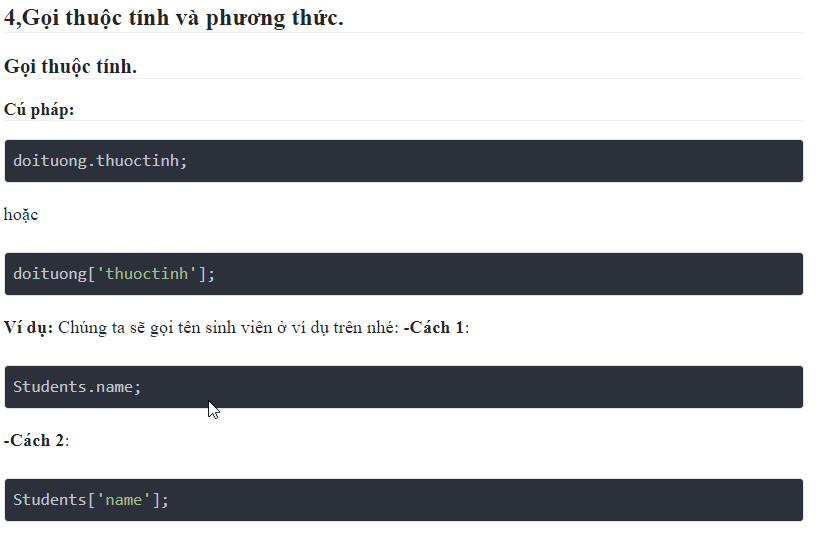 4,Gọi thuộc tính và phương thức.
Gọi thuộc tính.
Cú pháp:
doituong.thuoctinh;
hoặc
doituong['thuoctinh'];
Ví dụ: Chúng ta sẽ gọi tên sinh viên ở ví dụ trên nhé: -Cách 1:
Students.name;
-Cách 2:
Students['name'];